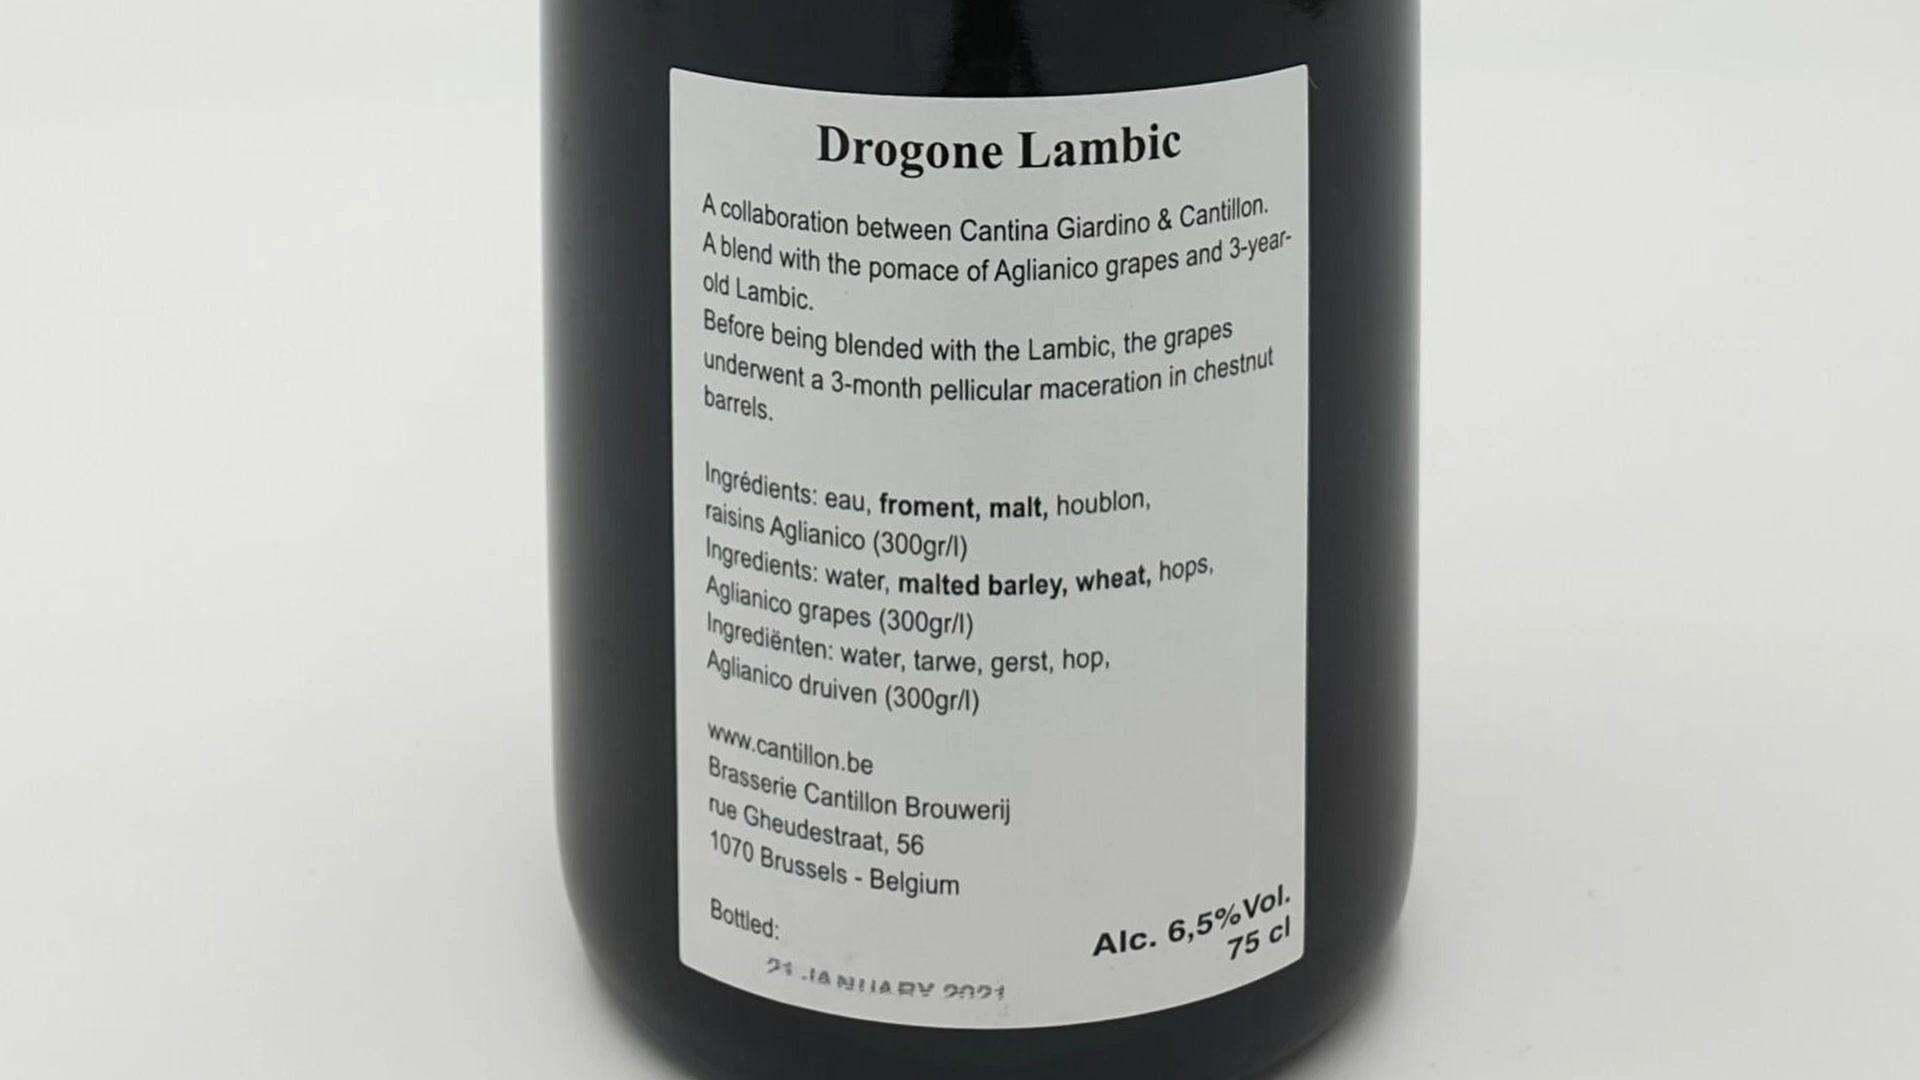 Drogone Lambic
A collaboration between Cantina Giardino & Cantillon.
A blend with the pomace of Aglianico grapes and 3-year-
old Lambic.
Before being blended with the Lambic, the grapes
underwent a 3-month pellicular maceration in chestnut
barrels.
Ingrédients: eau, froment, malt, houblon,
raisins Aglianico (300gr/l)
Ingredients: water, malted barley, wheat, hops,
Aglianico grapes (300gr/l)
Ingrediënten: water, tarwe, gerst, hop,
Aglianico druiven (300gr/l)
www.cantillon.be
Brasserie Cantillon Brouwerij
rue Gheudestraat, 56
1070 Brussels - Belgium
Bottled:
21 JANUARY 2021
Alc. 6,5%Vol.
75 cl